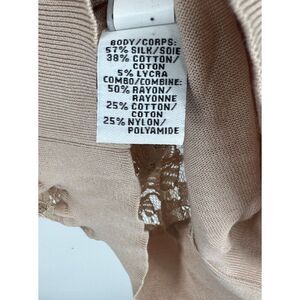 BODY/CORPS:
57% SILK/SOIE
38% COTTON/
COTON
5% LYCRA
COMBO/COMBINE:
50% RAYON/
RAYONNE
25% COTTON/
COTON
25% NYLON/
POLYAMIDE